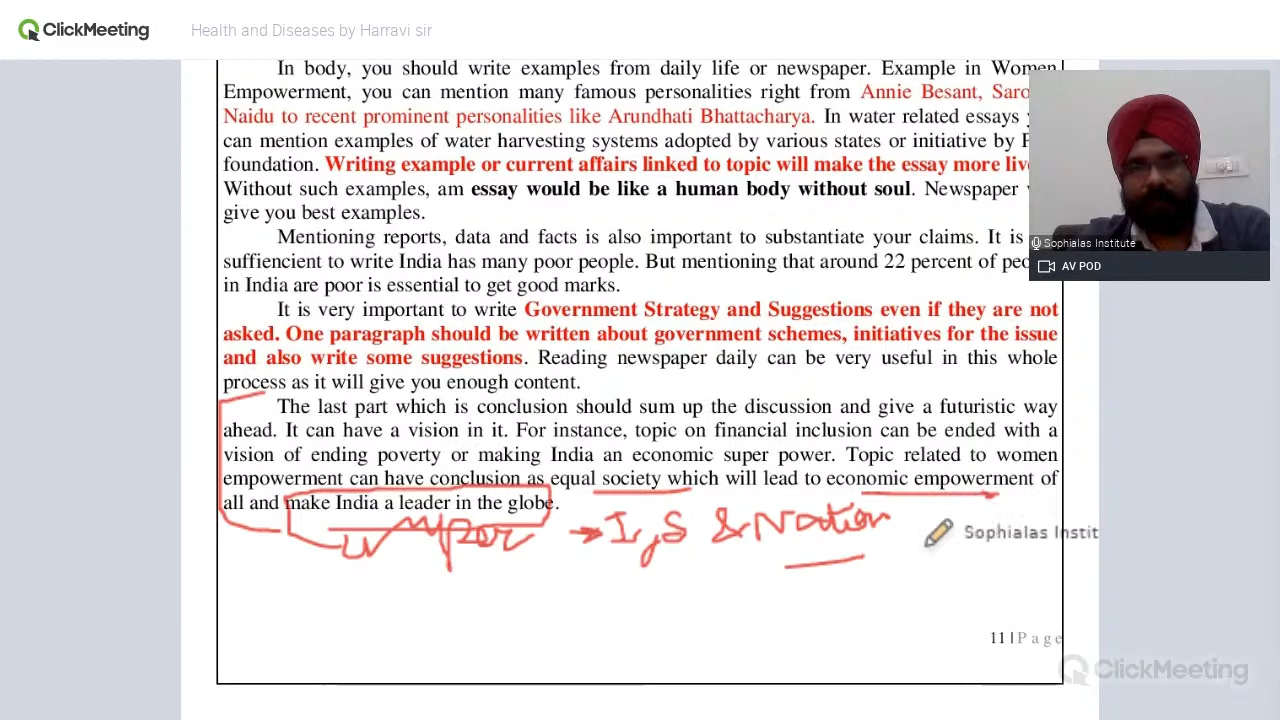 ClickMeeting
Health and Diseases by Harravi sir
In body, you should write examples from daily life or newspaper. Example in Women
Empowerment, you can mention many famous personalities right from Annie Besant, Saro
Naidu to recent prominent personalities like Arundhati Bhattacharya. In water related essays y
can mention examples of water harvesting systems adopted by various states or initiative by
foundation. Writing example or current affairs linked to topic will make the essay more live
Without such examples, am essay would be like a human body without soul. Newspaper
give you best examples.
Mentioning reports, data and facts is also important to substantiate your claims. It is
suffiencient to write India has many poor people. But mentioning that around 22 percent of peo
in India are poor is essential to get good marks.
It is very important to write Government Strategy and Suggestions even if they are not
asked. One paragraph should be written about government schemes, initiatives for the issue
and also write some suggestions. Reading newspaper daily can be very useful in this whole
process as it will give you enough content.
The last part which is conclusion should sum up the discussion and give a futuristic way
ahead. It can have a vision in it. For instance, topic on financial inclusion can be ended with a
vision of ending poverty or making India an economic super power. Topic related to women
empowerment can have conclusion as equal society which will lead to economic empowerment of
all and make India a leader in the globe.
→ I, S & Nation
Sophialas Instit
11 | Page
ClickMeeting
Sophialas Institute
AV POD